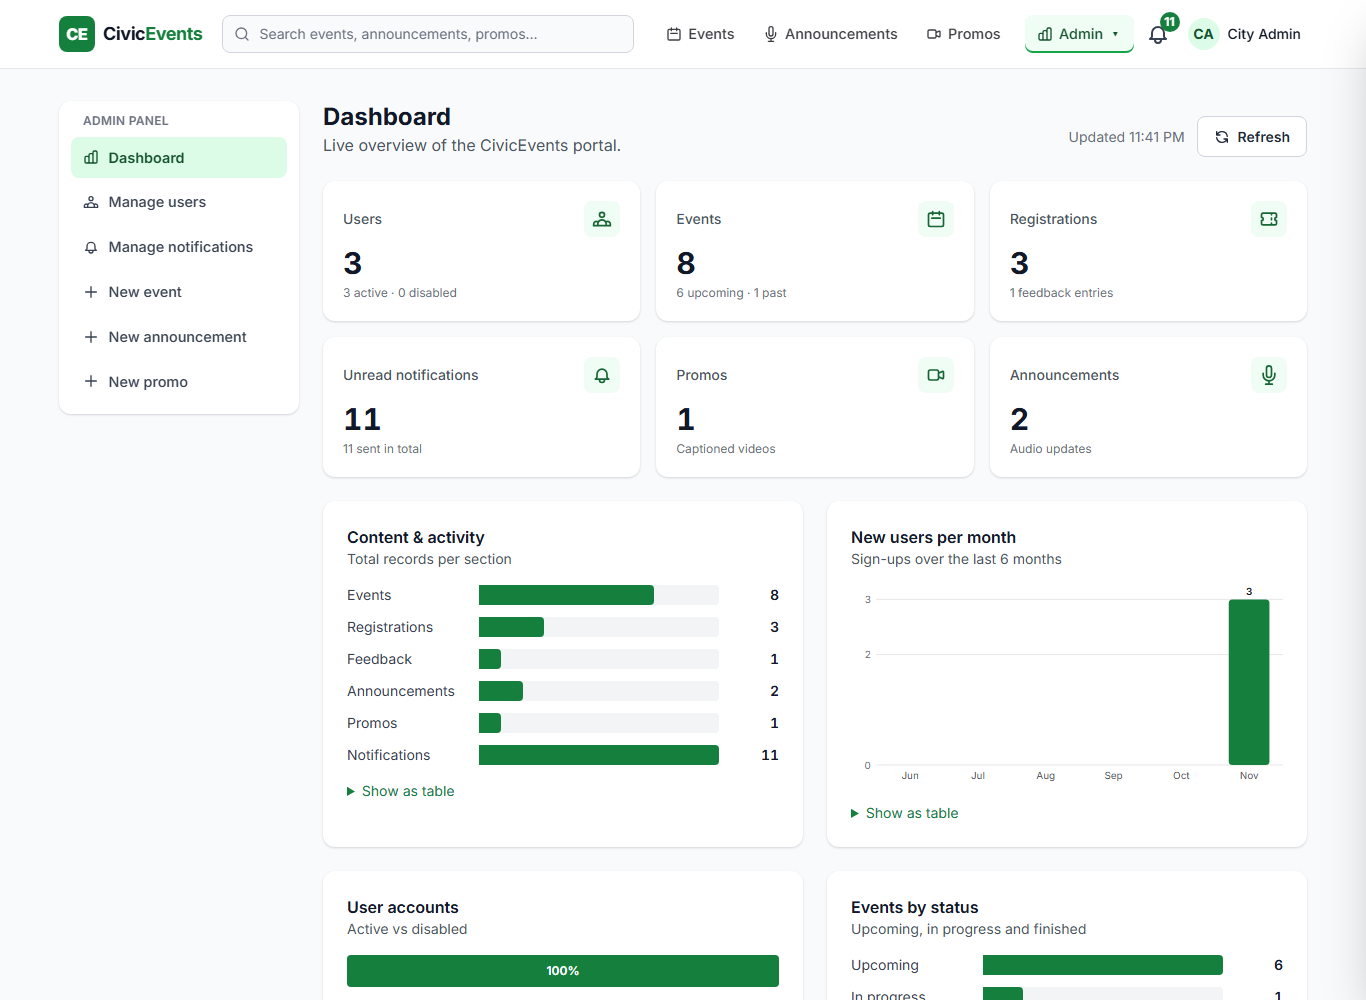 CE CivicEvents
Search events, announcements, promos...
Events
Announcements
Promos
Admin
11
CA City Admin
ADMIN PANEL
Dashboard
Manage users
Manage notifications
New event
New announcement
New promo
Dashboard
Live overview of the CivicEvents portal.
Updated 11:41 PM
Refresh
Users
3
3 active · 0 disabled
Events
8
6 upcoming · 1 past
Registrations
3
1 feedback entries
Unread notifications
11
11 sent in total
Promos
1
Captioned videos
Announcements
2
Audio updates
Content & activity
Total records per section
Events 8
Registrations 3
Feedback 1
Announcements 2
Promos 1
Notifications 11
Show as table
New users per month
Sign-ups over the last 6 months
3
3
2
0
Jun Jul Aug Sep Oct Nov
Show as table
User accounts
Active vs disabled
100%
Events by status
Upcoming, in progress and finished
Upcoming 6
In progress 1